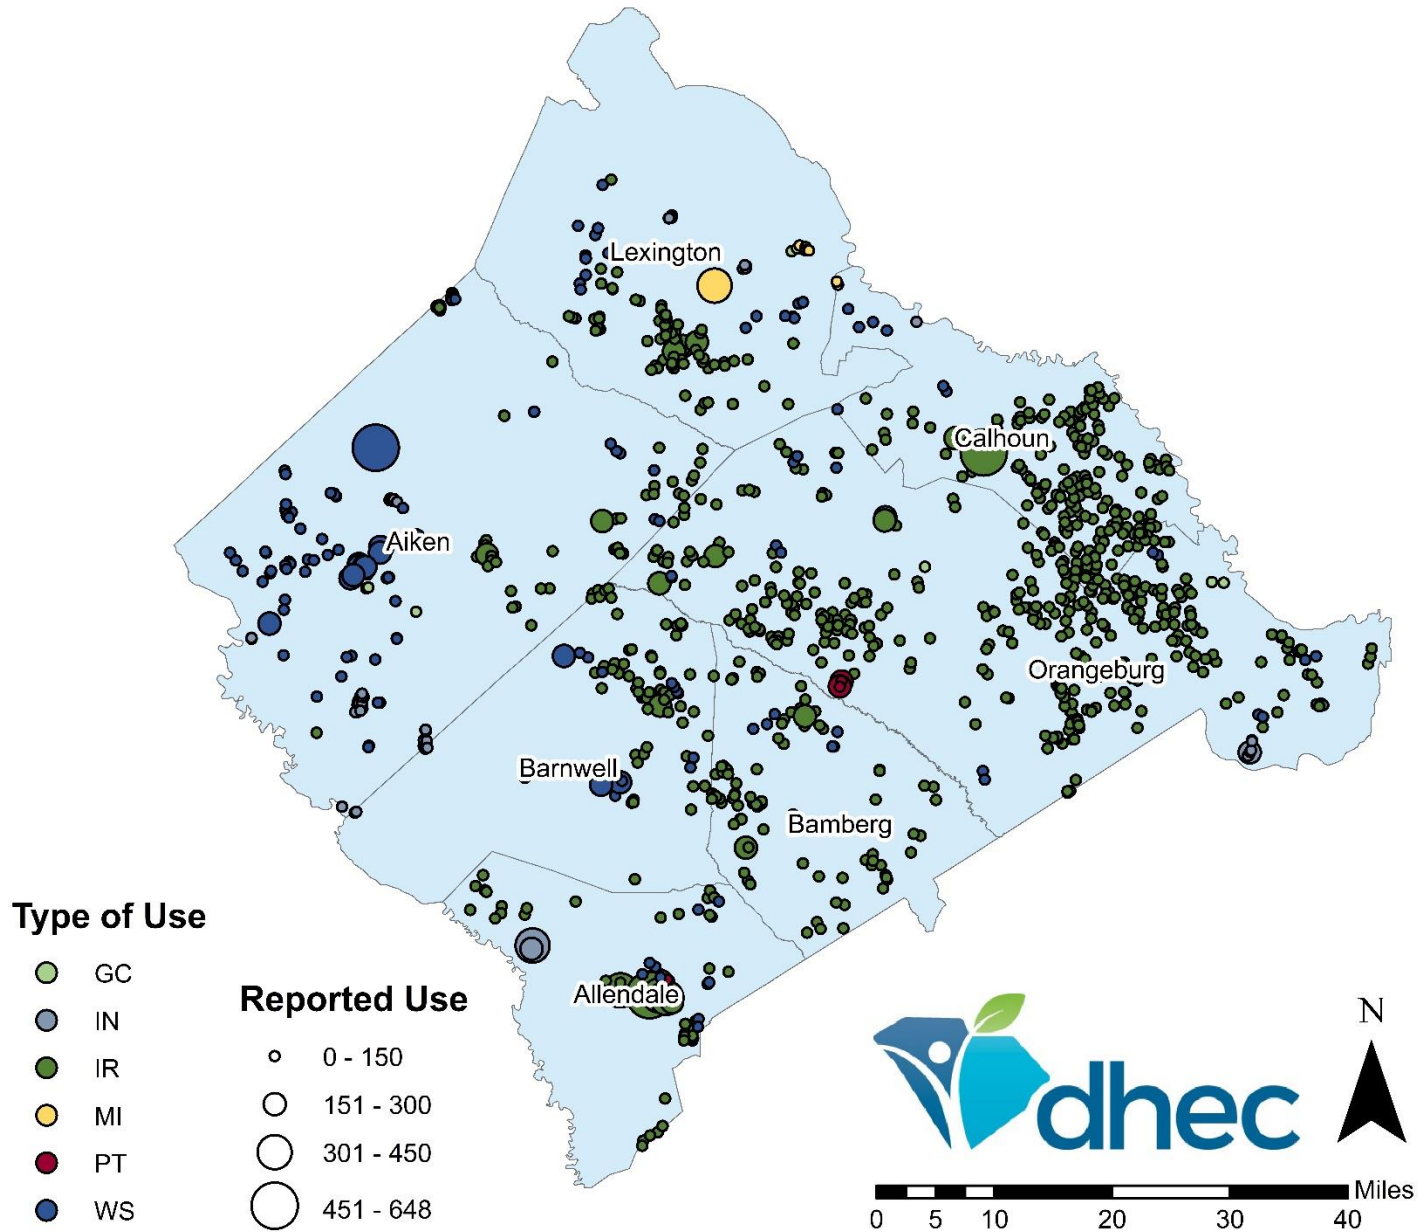 Lexington
Calhoun
Aiken
Orangeburg
Barnwell
Bamberg
Allendale
Type of Use
GC
IN
IR
MI
PT
WS
Reported Use
0 - 150
151 - 300
301 - 450
451 - 648
dhec
N
Miles
0 5 10 20 30 40